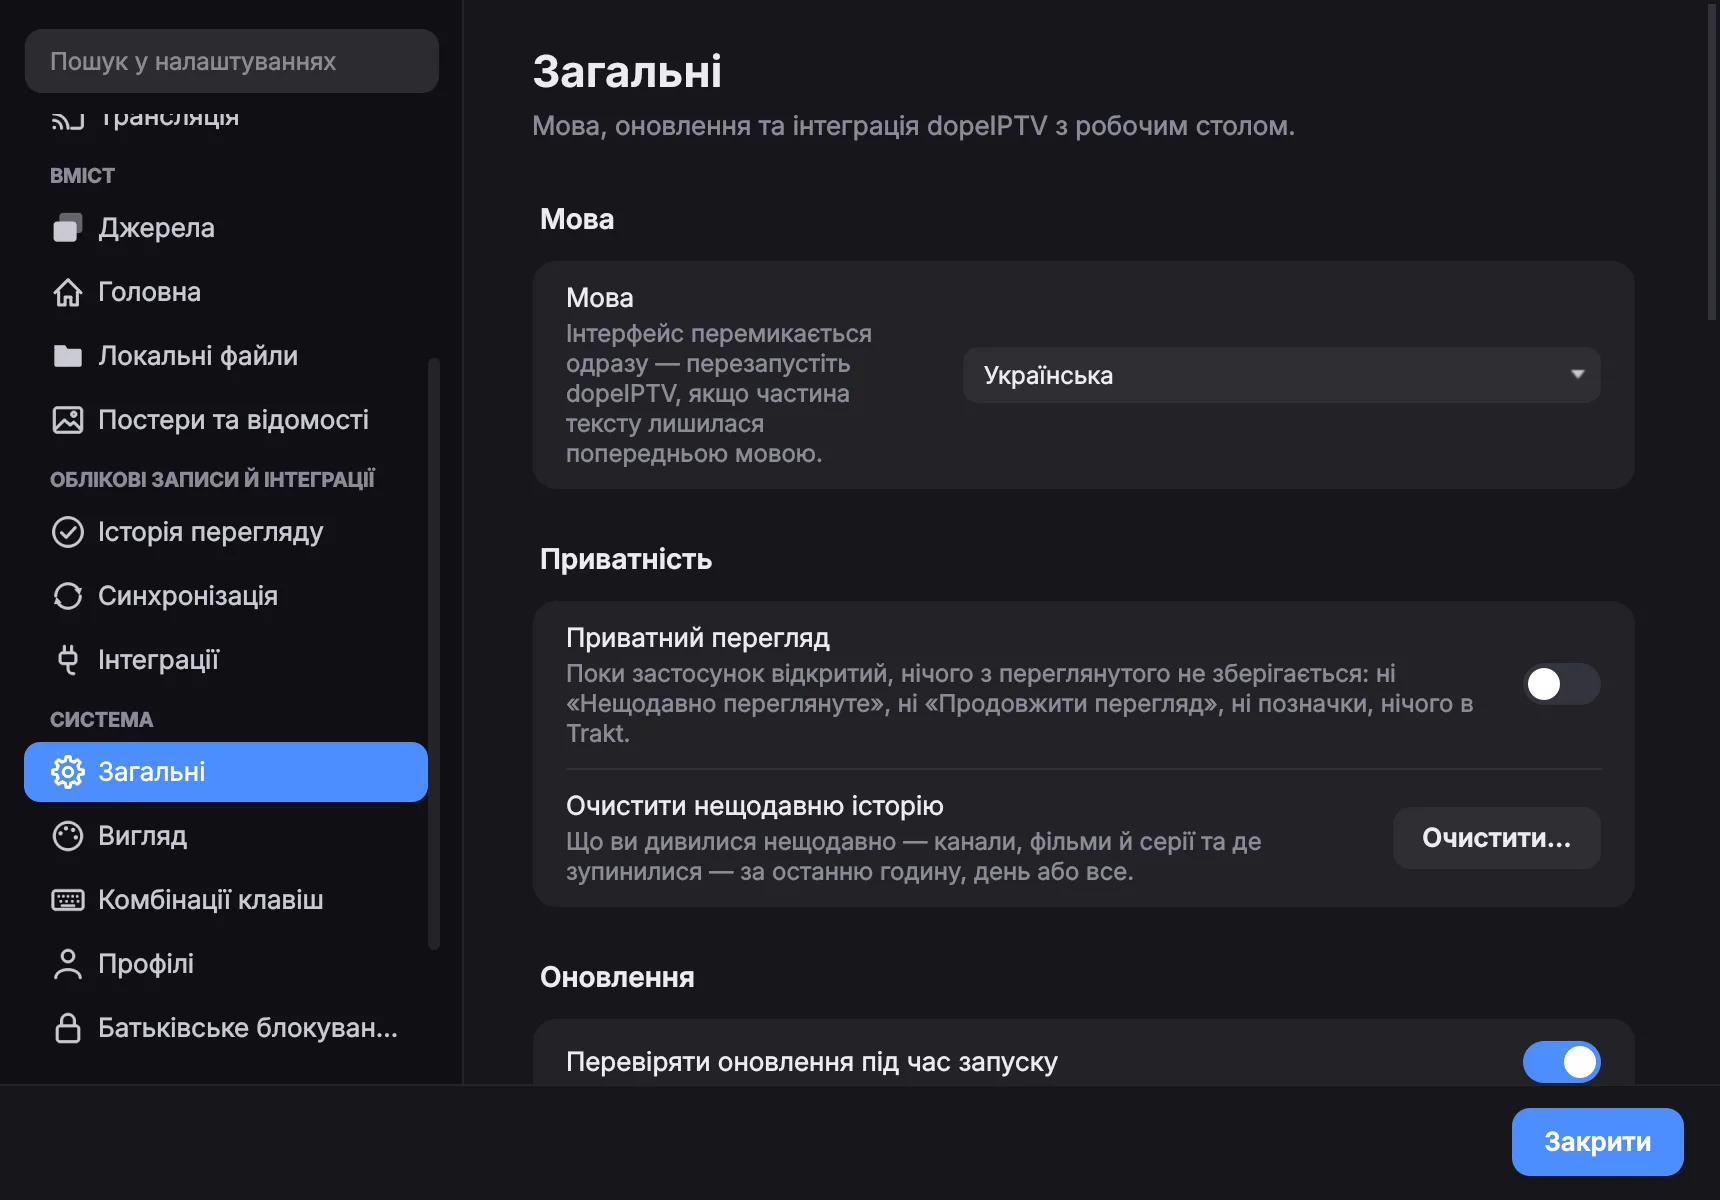 Пошук у налаштуваннях
Трансляція
ВМІСТ
Джерела
Головна
Локальні файли
Постери та відомості
ОБЛІКОВІ ЗАПИСИ Й ІНТЕГРАЦІЇ
Історія перегляду
Синхронізація
Інтеграції
СИСТЕМА
Загальні
Вигляд
Комбінації клавіш
Профілі
Батьківське блокуван...
Загальні
Мова, оновлення та інтеграція dopeIPTV з робочим столом.
Мова
Мова
Інтерфейс перемикається
одразу — перезапустіть
dopeIPTV, якщо частина
тексту лишилася
попередньою мовою.
Українська
Приватність
Приватний перегляд
Поки застосунок відкритий, нічого з переглянутого не зберігається: ні
«Нещодавно переглянуте», ні «Продовжити перегляд», ні позначки, нічого в
Trakt.
Очистити нещодавню історію
Що ви дивилися нещодавно — канали, фільми й серії та де
зупинилися — за останню годину, день або все.
Очистити...
Оновлення
Перевіряти оновлення під час запуску
Закрити